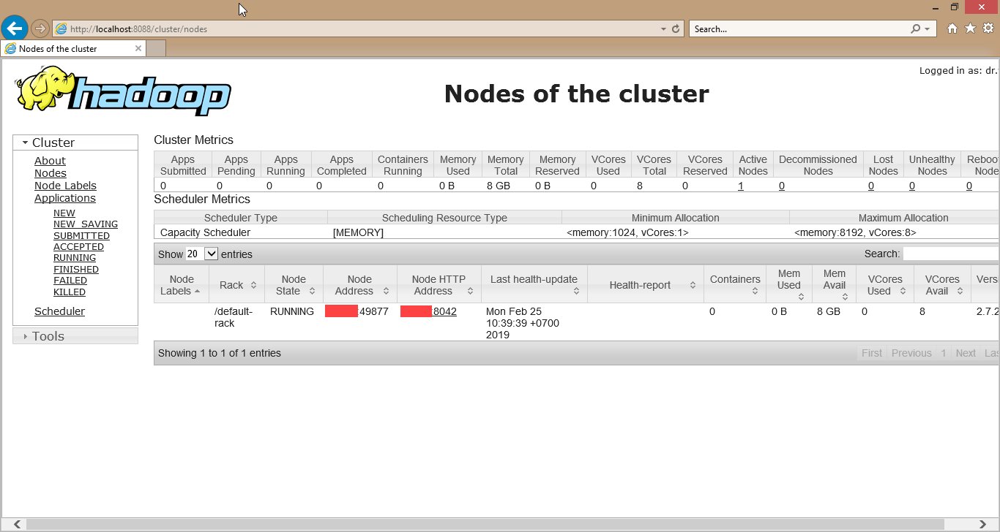 http://localhost:8088/cluster/nodes
Search...
Nodes of the cluster
hadoop
Nodes of the cluster
Logged in as: dr.
Cluster
About
Nodes
Node Labels
Applications
NEW
NEW_SAVING
SUBMITTED
ACCEPTED
RUNNING
FINISHED
FAILED
KILLED
Scheduler
Tools
Cluster Metrics
Apps Submitted Apps Pending Apps Running Apps Completed Containers Running Memory Used Memory Total Memory Reserved VCores Used VCores Total VCores Reserved Active Nodes Decommissioned Nodes Lost Nodes Unhealthy Nodes Reboo Node
0 0 0 0 0 0 B 8 GB 0 B 0 8 0 1 0 0 0 0
Scheduler Metrics
Scheduler Type Scheduling Resource Type Minimum Allocation Maximum Allocation
Capacity Scheduler [MEMORY] <memory:1024, vCores:1> <memory:8192, vCores:8>
Show 20 entries Search:
Node Labels Rack Node State Node Address Node HTTP Address Last health-update Health-report Containers Mem Used Mem Avail VCores Used VCores Avail Vers
/default-rack RUNNING :49877 :8042 Mon Feb 25 10:39:39 +0700 2019 0 0 B 8 GB 0 8 2.7.2
Showing 1 to 1 of 1 entries First Previous 1 Next Las